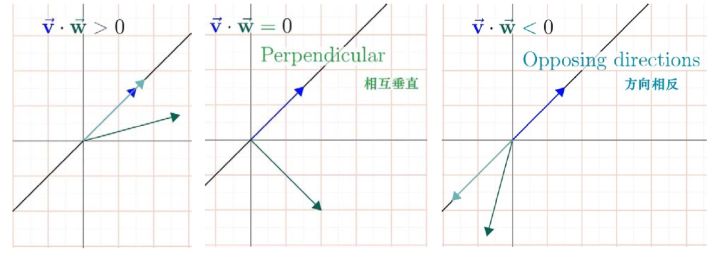 v⃗ · w⃗ > 0
v⃗ · w⃗ = 0
Perpendicular
相互垂直
v⃗ · w⃗ < 0
Opposing directions
方向相反